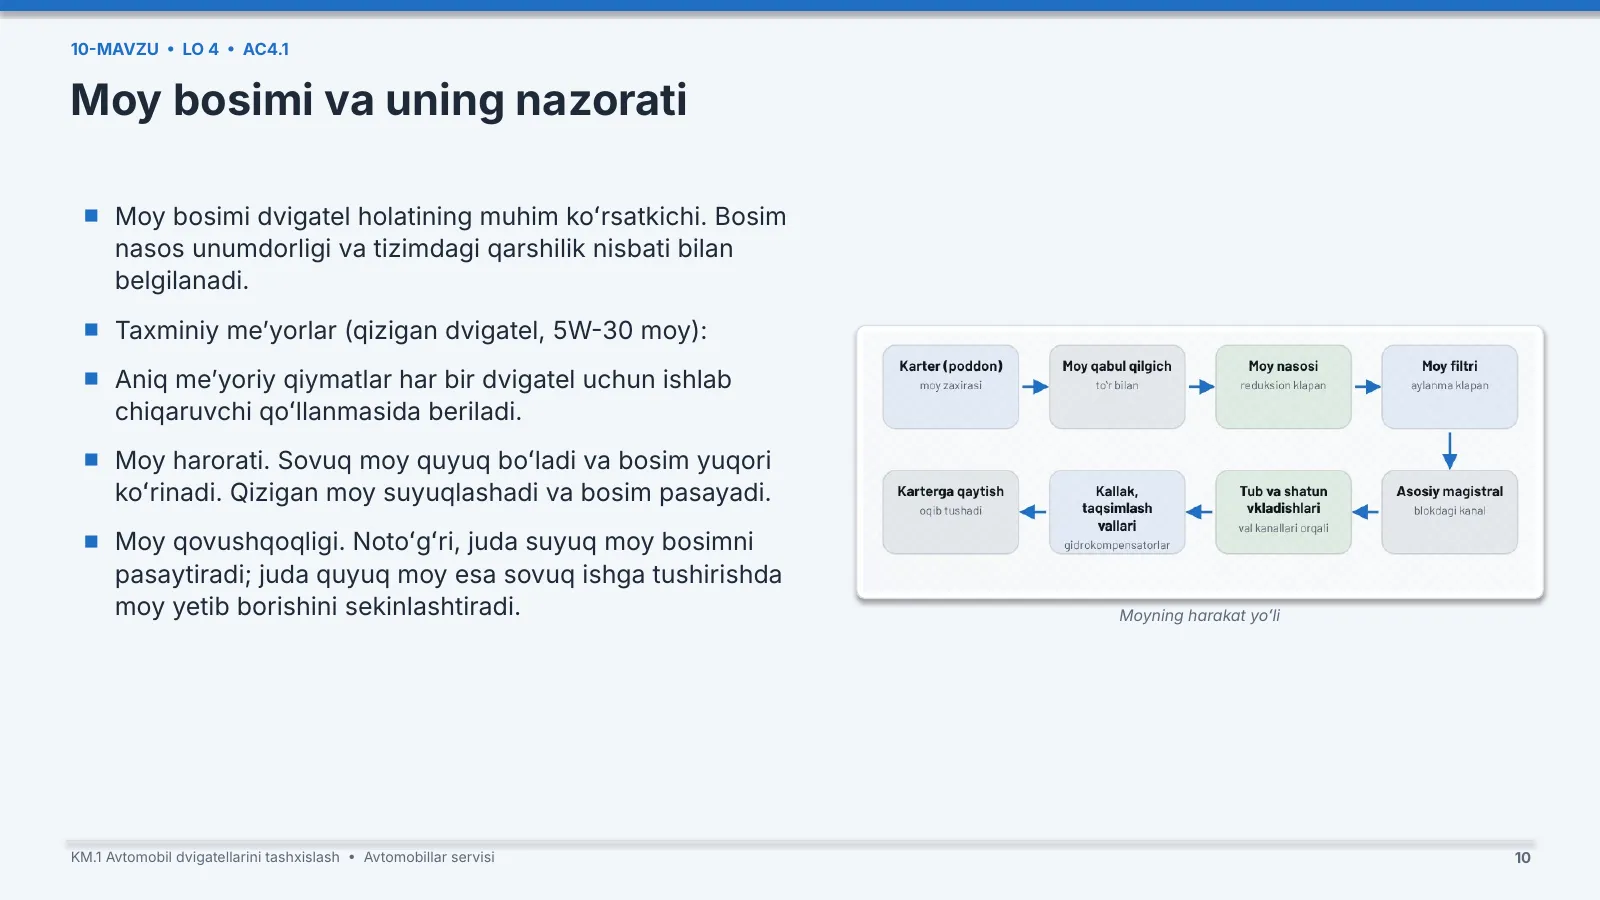 10-MAVZU • LO 4 • AC4.1
Moy bosimi va uning nazorati
Moy bosimi dvigatel holatining muhim koʻrsatkichi. Bosim
nasos unumdorligi va tizimdagi qarshilik nisbati bilan
belgilanadi.
Taxminiy meʼyorlar (qizigan dvigatel, 5W-30 moy):
Aniq meʼyoriy qiymatlar har bir dvigatel uchun ishlab
chiqaruvchi qoʻllanmasida beriladi.
Moy harorati. Sovuq moy quyuq boʻladi va bosim yuqori
koʻrinadi. Qizigan moy suyuqlashadi va bosim pasayadi.
Moy qovushqoqligi. Notoʻgʻri, juda suyuq moy bosimni
pasaytiradi; juda quyuq moy esa sovuq ishga tushirishda
moy yetib borishini sekinlashtiradi.
Karter (poddon)
moy zaxirasi
Moy qabul qilgich
toʻr bilan
Moy nasosi
reduksion klapan
Moy filtri
aylanma klapan
Karterga qaytish
oqib tushadi
Kallak,
taqsimlash
vallari
gidrokompensatorlar
Tub va shatun
vkladishlari
val kanallari orqali
Asosiy magistral
blokdagi kanal
Moyning harakat yoʻli
KM.1 Avtomobil dvigatellarini tashxislash • Avtomobillar servisi
10